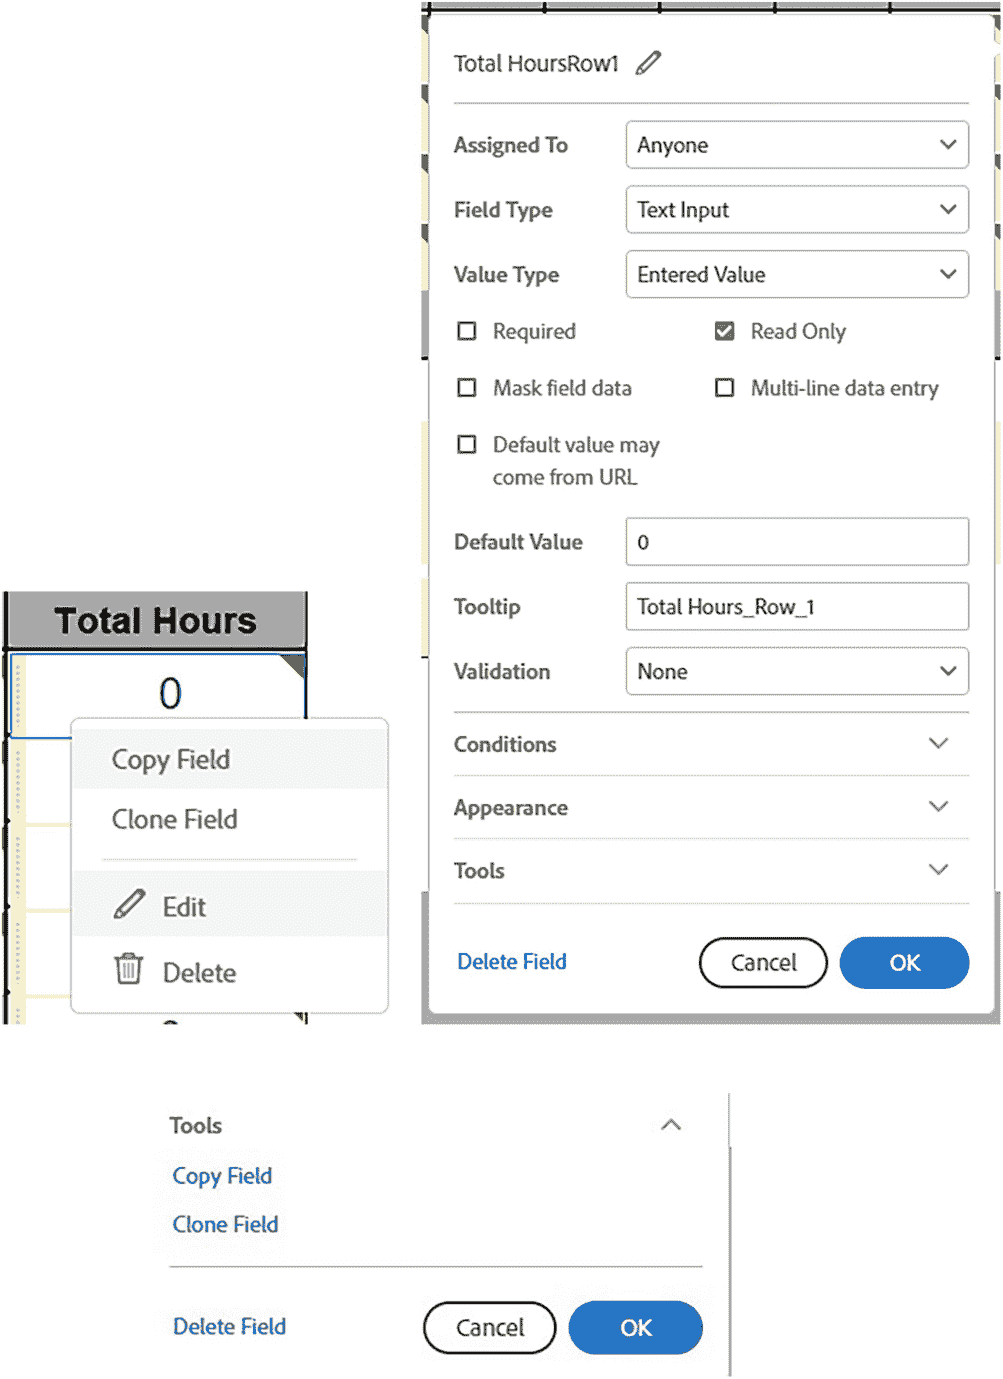 Total HoursRow1
Assigned To Anyone
Field Type Text Input
Value Type Entered Value
Required Read Only
Mask field data Multi-line data entry
Default value may
come from URL
Default Value 0
Tooltip Total Hours_Row_1
Validation None
Conditions
Appearance
Tools
Delete Field Cancel OK
Total Hours
0
Copy Field
Clone Field
Edit
Delete
Tools
Copy Field
Clone Field
Delete Field Cancel OK